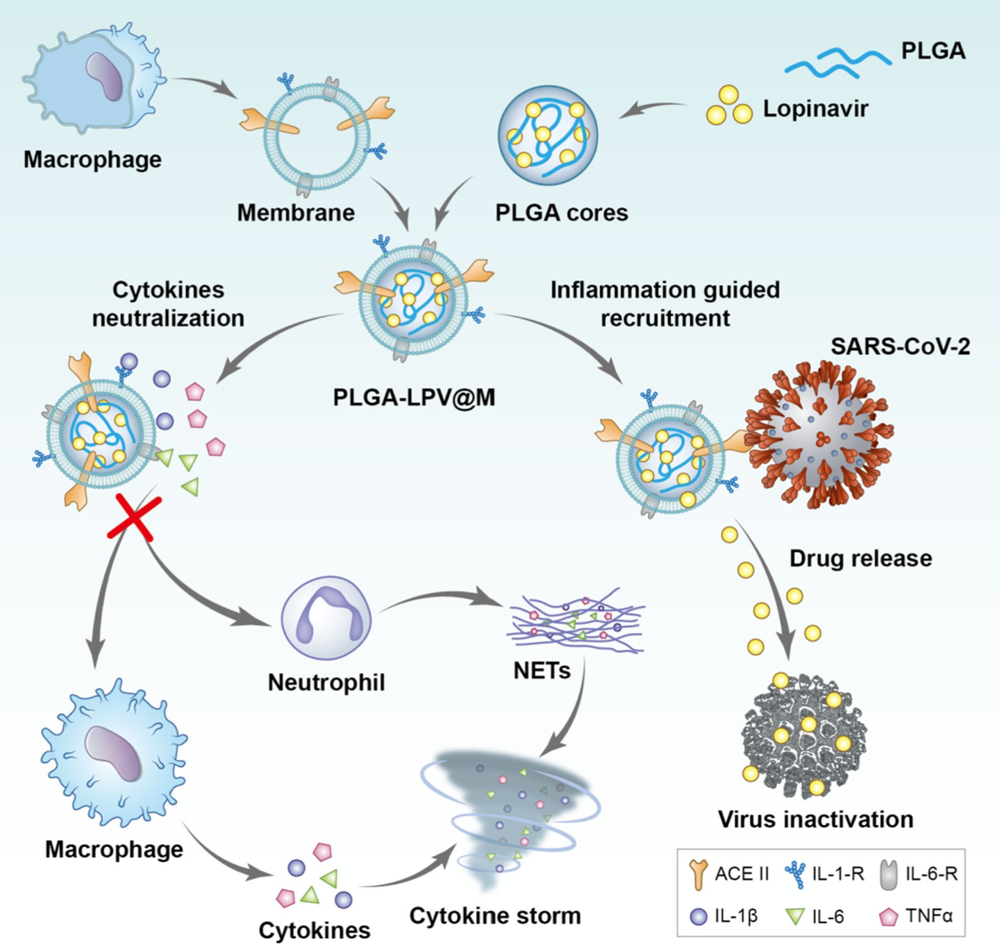 PLGA
Lopinavir
Macrophage
Membrane
PLGA cores
Cytokines
neutralization
Inflammation guided
recruitment
SARS-CoV-2
PLGA-LPV@M
Drug release
Neutrophil
NETs
Macrophage
Virus inactivation
Cytokines
Cytokine storm
ACE II
IL-1-R
IL-6-R
IL-1β
IL-6
TNFα